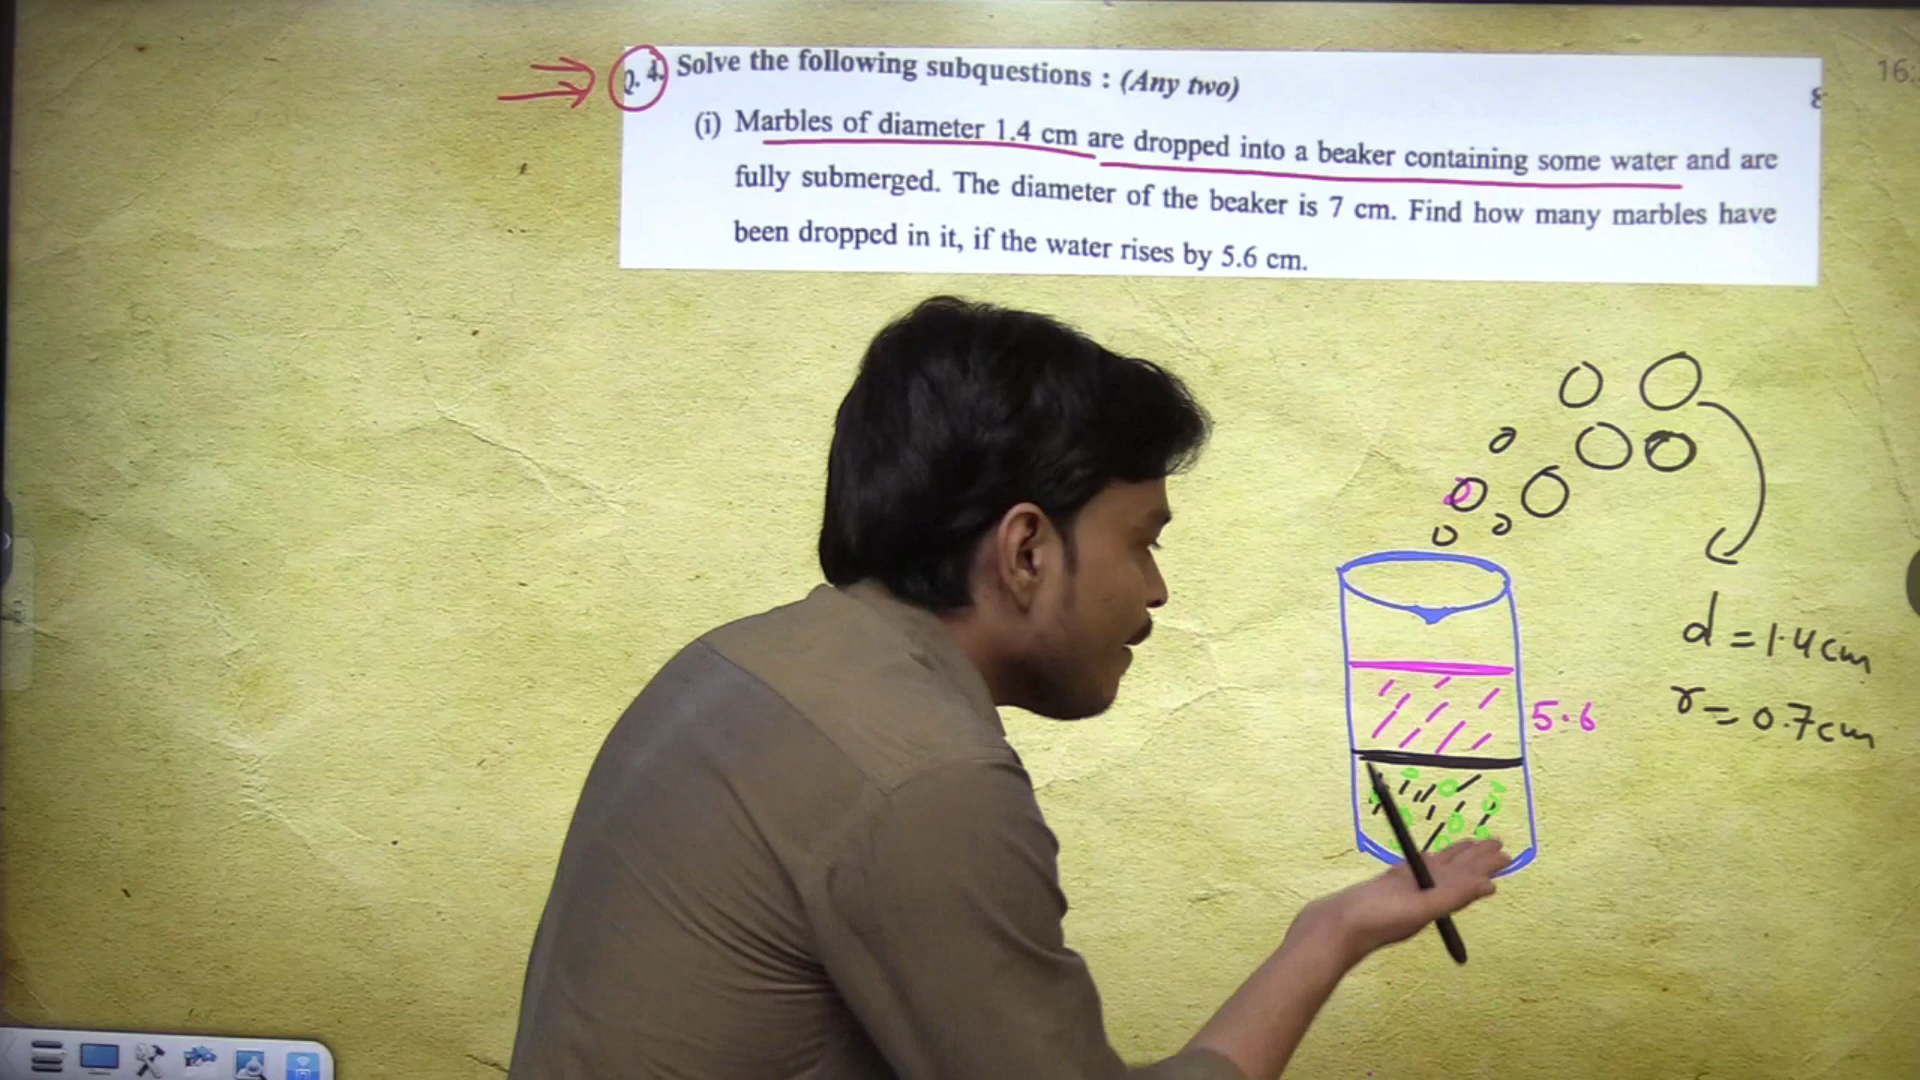 Q. 4. Solve the following subquestions : (Any two)
8
16:
(i) Marbles of diameter 1.4 cm are dropped into a beaker containing some water and are
fully submerged. The diameter of the beaker is 7 cm. Find how many marbles have
been dropped in it, if the water rises by 5.6 cm.
d = 1.4 cm
r = 0.7 cm
5.6